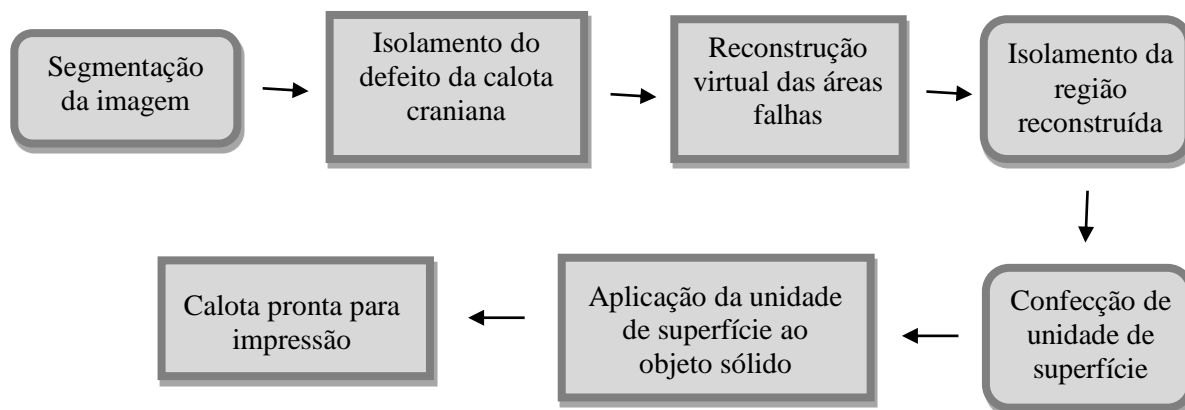 Segmentação
da imagem
Isolamento do
defeito da calota
craniana
Reconstrução
virtual das áreas
falhas
Isolamento da
região
reconstruída
Confecção de
unidade de
superfície
Aplicação da unidade
de superfície ao
objeto sólido
Calota pronta para
impressão